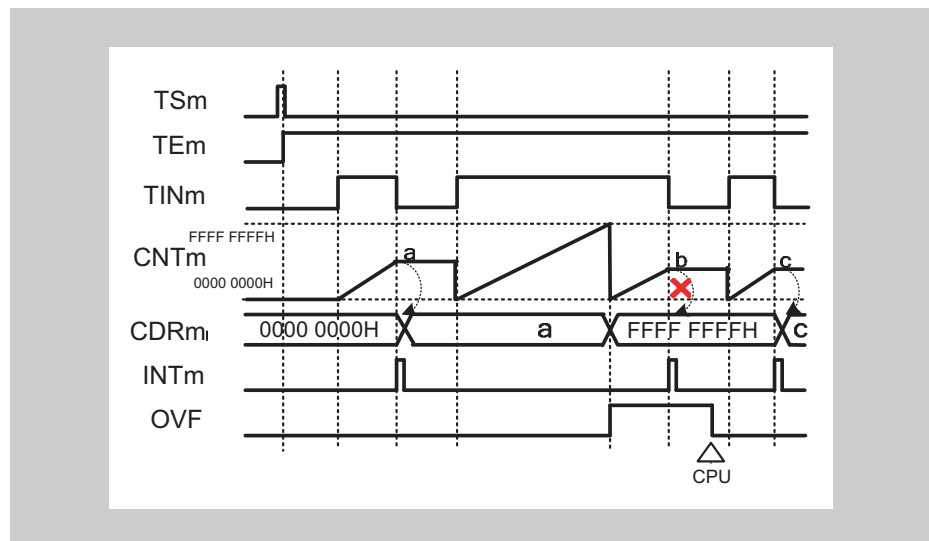 TSm
TEm
TINm
FFFF FFFFH
CNTm
0000 0000H
a
b
c
CDRm
0000 0000H
a
FFFF FFFFH
c
INTm
OVF
CPU